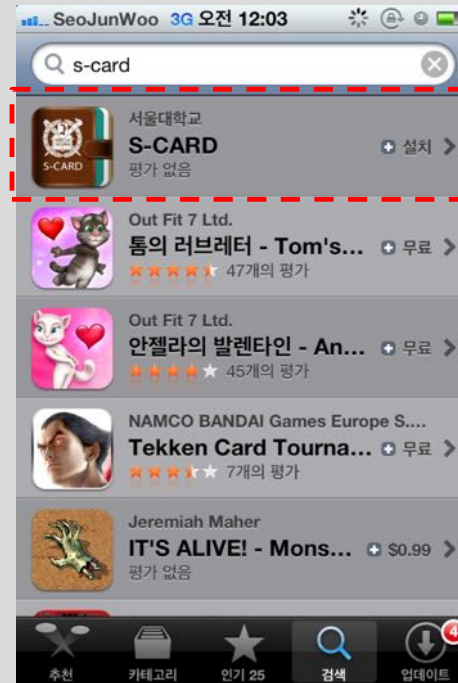 SeoJunWoo 3G 오전 12:03
s-card
서울대학교
S-CARD
S-CARD
설치
평가 없음
Out Fit 7 Ltd.
톰의 러브레터 - Tom's...
무료
47개의 평가
Out Fit 7 Ltd.
안젤라의 발렌타인 - An...
무료
45개의 평가
NAMCO BANDAI Games Europe S....
Tekken Card Tourna...
무료
7개의 평가
Jeremiah Maher
IT'S ALIVE! - Mons...
$0.99
평가 없음
추천 카테고리 인기 25 검색 업데이트
4